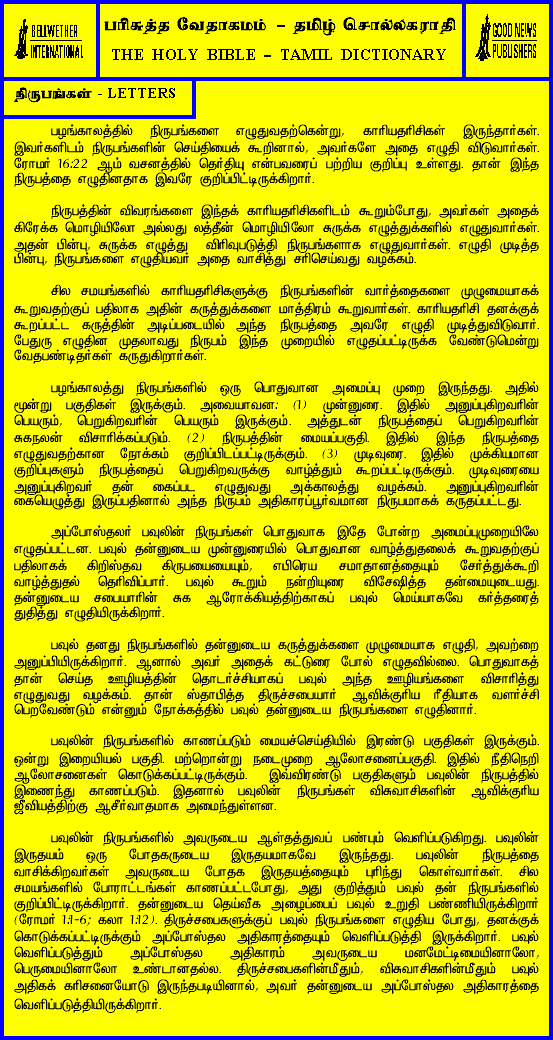 BELLWETHER
INTERNATIONAL
பரிசுத்த வேதாகமம் – தமிழ் சொல்லகராதி
THE HOLY BIBLE – TAMIL DICTIONARY
GOOD NEWS
PUBLISHERS
நிருபங்கள் - LETTERS
பழங்காலத்தில் நிருபங்களை எழுதுவதற்கென்று, காரியதரிசிகள் இருந்தார்கள்.
இவர்களிடம் நிருபங்களின் செய்தியைக் கூறினால், அவர்களே அதை எழுதி விடுவார்கள்.
ரோமர் 16:22 ஆம் வசனத்தில் தெர்தியு என்பவரைப் பற்றிய குறிப்பு உள்ளது. தான் இந்த
நிருபத்தை எழுதினதாக இவரே குறிப்பிட்டிருக்கிறார்.
நிருபத்தின் விவரங்களை இந்தக் காரியதரிசிகளிடம் கூறும்போது, அவர்கள் அதைக்
கிரேக்க மொழியிலோ அல்லது லத்தீன் மொழியிலோ சுருக்க எழுத்துக்களில் எழுதுவார்கள்.
அதன் பின்பு, சுருக்க எழுத்து விரிவுபடுத்தி நிருபங்களாக எழுதுவார்கள். எழுதி முடித்த
பின்பு, நிருபங்களை எழுதியவர் அதை வாசித்து சரிசெய்வது வழக்கம்.
சில சமயங்களில் காரியதரிசிகளுக்கு நிருபங்களின் வார்த்தைகளை முழுமையாகக்
கூறுவதற்குப் பதிலாக அதின் கருத்துக்களை மாத்திரம் கூறுவார்கள். காரியதரிசி தனக்குக்
கூறப்பட்ட கருத்தின் அடிப்படையில் அந்த நிருபத்தை அவரே எழுதி முடித்துவிடுவார்.
பேதுரு எழுதின முதலாவது நிருபம் இந்த முறையில் எழுதப்பட்டிருக்க வேண்டுமென்று
வேதபண்டிதர்கள் கருதுகிறார்கள்.
பழங்காலத்து நிருபங்களில் ஒரு பொதுவான அமைப்பு முறை இருந்தது. அதில்
மூன்று பகுதிகள் இருக்கும். அவையாவன: (1) முன்னுரை. இதில் அனுப்புகிறவரின்
பெயரும், பெறுகிறவரின் பெயரும் இருக்கும். அத்துடன் நிருபத்தைப் பெறுகிறவரின்
சுகநலன் விசாரிக்கப்படும். (2) நிருபத்தின் மையப்பகுதி. இதில் இந்த நிருபத்தை
எழுதுவதற்கான நோக்கம் குறிப்பிடப்பட்டிருக்கும். (3) முடிவுரை. இதில் முக்கியமான
குறிப்புகளும் நிருபத்தைப் பெறுகிறவருக்கு வாழ்த்தும் கூறப்பட்டிருக்கும். முடிவுரையை
அனுப்புகிறவர் தன் கைப்பட எழுதுவது அக்காலத்து வழக்கம். அனுப்புகிறவரின்
கையெழுத்து இருப்பதினால் அந்த நிருபம் அதிகாரப்பூர்வமான நிருபமாகக் கருதப்பட்டது.
அப்போஸ்தலர் பவுலின் நிருபங்கள் பொதுவாக இதே போன்ற அமைப்புமுறையிலே
எழுதப்பட்டன. பவுல் தன்னுடைய முன்னுரையில் பொதுவான வாழ்த்துதலைக் கூறுவதற்குப்
பதிலாகக் கிறிஸ்தவ கிருபையையும், எபிரெய சமாதானத்தையும் சேர்த்துக்கூறி
வாழ்த்துதல் தெரிவிப்பார். பவுல் கூறும் நன்றியுரை விசேஷித்த தன்மையுடையது.
தன்னுடைய சபையாரின் சுக ஆரோக்கியத்திற்காகப் பவுல் மெய்யாகவே கர்த்தரைத்
துதித்து எழுதியிருக்கிறார்.
பவுல் தனது நிருபங்களில் தன்னுடைய கருத்துக்களை முழுமையாக எழுதி, அவற்றை
அனுப்பியிருக்கிறார். ஆனால் அவர் அதைக் கட்டுரை போல் எழுதவில்லை. பொதுவாகத்
தான் செய்த ஊழியத்தின் தொடர்ச்சியாகப் பவுல் அந்த ஊழியங்களை விசாரித்து
எழுதுவது வழக்கம். தான் ஸ்தாபித்த திருச்சபையார் ஆவிக்குரிய ரீதியாக வளர்ச்சி
பெறவேண்டும் என்னும் நோக்கத்தில் பவுல் தன்னுடைய நிருபங்களை எழுதினார்.
பவுலின் நிருபங்களில் காணப்படும் மையச்செய்தியில் இரண்டு பகுதிகள் இருக்கும்.
ஒன்று இறையியல் பகுதி. மற்றொன்று நடைமுறை ஆலோசனைப்பகுதி. இதில் நீதிநெறி
ஆலோசனைகள் கொடுக்கப்பட்டிருக்கும். இவ்விரண்டு பகுதிகளும் பவுலின் நிருபத்தில்
இணைந்து காணப்படும். இதனால் பவுலின் நிருபங்கள் விசுவாசிகளின் ஆவிக்குரிய
ஜீவியத்திற்கு ஆசீர்வாதமாக அமைந்துள்ளன.
பவுலின் நிருபங்களில் அவருடைய ஆள்தத்துவப் பண்பும் வெளிப்படுகிறது. பவுலின்
இருதயம் ஒரு போதகருடைய இருதயமாகவே இருந்தது. பவுலின் நிருபத்தை
வாசிக்கிறவர்கள் அவருடைய போதக இருதயத்தையும் புரிந்து கொள்வார்கள். சில
சமயங்களில் போராட்டங்கள் காணப்பட்டபோது, அது குறித்தும் பவுல் தன் நிருபங்களில்
குறிப்பிட்டிருக்கிறார். தன்னுடைய தெய்வீக அழைப்பைப் பவுல் உறுதி பண்ணியிருக்கிறார்
(ரோமர் 1:1-6; கலா 1:12). திருச்சபைகளுக்குப் பவுல் நிருபங்களை எழுதிய போது, தனக்குக்
கொடுக்கப்பட்டிருக்கும் அப்போஸ்தல அதிகாரத்தையும் வெளிப்படுத்தி இருக்கிறார். பவுல்
வெளிப்படுத்தும் அப்போஸ்தல அதிகாரம் அவருடைய மனமேட்டிமையினாலோ,
பெருமையினாலோ உண்டானதல்ல. திருச்சபைகளின்மீதும், விசுவாசிகளின்மீதும் பவுல்
அதிகக் கரிசனையோடு இருந்தபடியினால், அவர் தன்னுடைய அப்போஸ்தல அதிகாரத்தை
வெளிப்படுத்தியிருக்கிறார்.